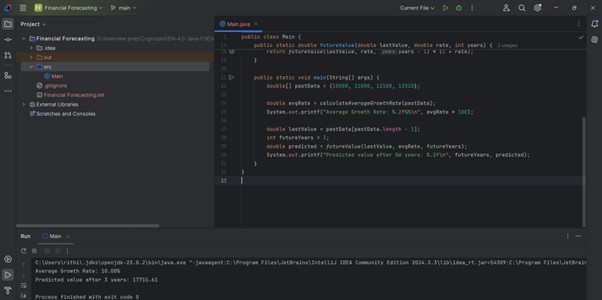 FF Financial Forecasting main Current File
Project
Financial Forecasting D:\interview prep\Cognizant\DN-4.0-Java-FSE\
.idea
out
src
Main
.gitignore
Financial Forecasting.iml
External Libraries
Scratches and Consoles
Main.java
public class Main {
public static double futureValue(double lastValue, double rate, int years) { 2 usages
return futureValue(lastValue, rate, years - 1) * (1 + rate);
}
public static void main(String[] args) {
double[] pastData = {10000, 11000, 12100, 13310};
double avgRate = calculateAverageGrowthRate(pastData);
System.out.printf("Average Growth Rate: %.2f%%\n", avgRate * 100);
double lastValue = pastData[pastData.length - 1];
int futureYears = 3;
double predicted = futureValue(lastValue, avgRate, futureYears);
System.out.printf("Predicted value after %d years: %.2f\n", futureYears, predicted);
}
}
33
Run Main
C:\Users\rithi\.jdks\openjdk-23.0.2\bin\java.exe "-javaagent:C:\Program Files\JetBrains\IntelliJ IDEA Community Edition 2024.3.3\lib\idea_rt.jar=54309:C:\Program Files\JetBrains
Average Growth Rate: 10.00%
Predicted value after 3 years: 17715.61
Process finished with exit code 0